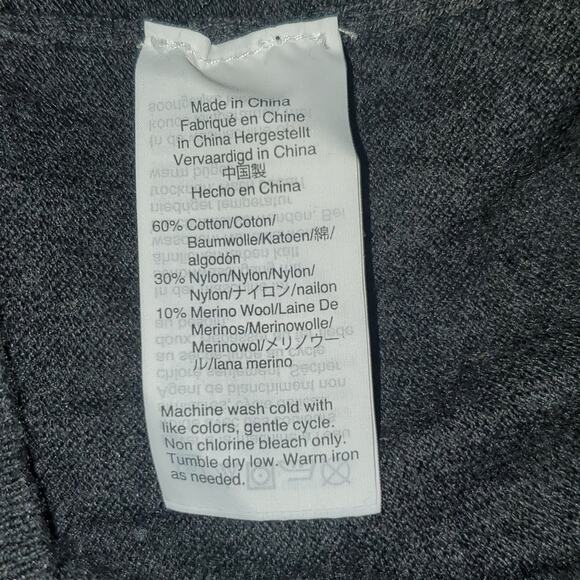 Made in China
Fabriqué en Chine
in China Hergestellt
Vervaardigd in China
中国製
Hecho en China
60% Cotton/Coton/
Baumwolle/Katoen/綿/
algodón
30% Nylon/Nylon/Nylon/
Nylon/ナイロン/nailon
10% Merino Wool/Laine De
Merinos/Merinowolle/
Merinowol/メリノウー
ル/lana merino
Machine wash cold with
like colors, gentle cycle.
Non chlorine bleach only.
Tumble dry low. Warm iron
as needed.